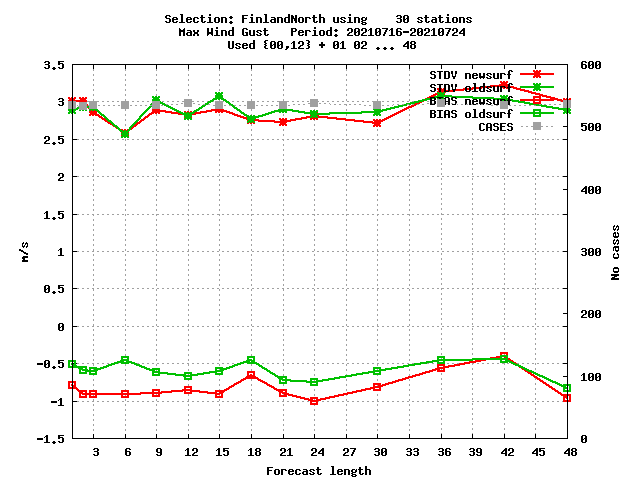 Selection: FinlandNorth using    30 stations
Max Wind Gust   Period: 20210716-20210724
Used {00,12} + 01 02 ... 48
STDV newsurf
STDV oldsurf
BIAS newsurf
BIAS oldsurf
CASES
3.5
3
2.5
2
1.5
1
0.5
0
-0.5
-1
-1.5
m/s
600
500
400
300
200
100
0
No cases
3 6 9 12 15 18 21 24 27 30 33 36 39 42 45 48
Forecast length